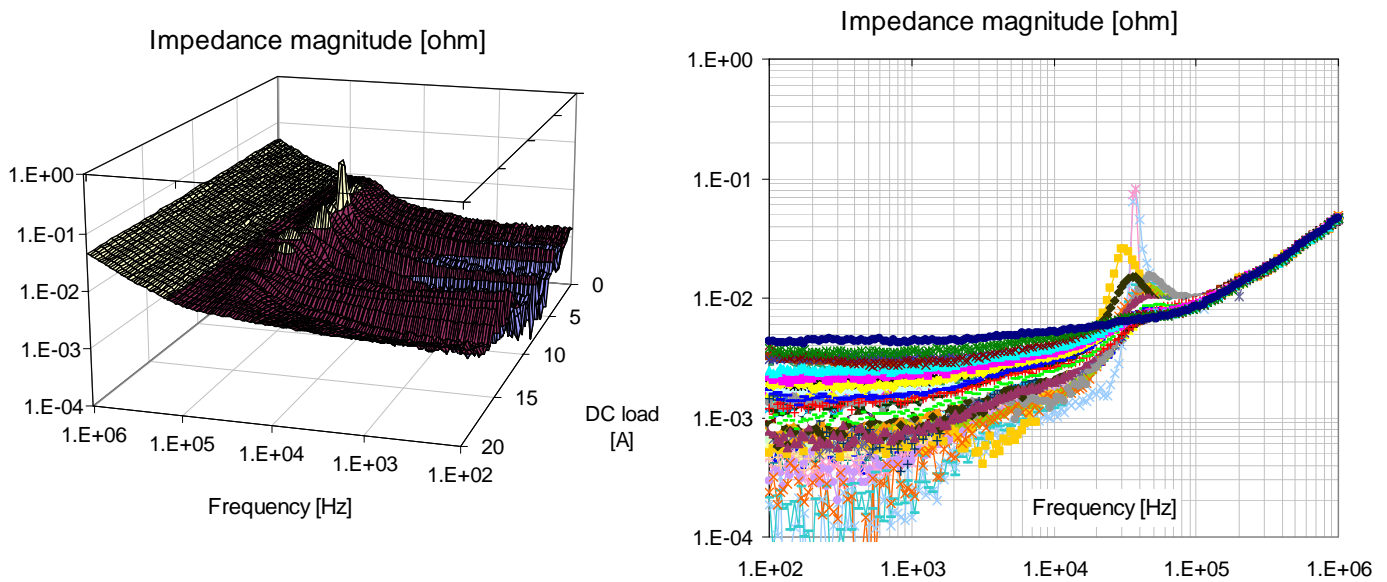 Impedance magnitude [ohm]
1.E+00
1.E-01
1.E-02
1.E-03
1.E-04
1.E+06
1.E+05
1.E+04
1.E+03
1.E+02
Frequency [Hz]
0
5
10
15
20
DC load
[A]
Impedance magnitude [ohm]
1.E+00
1.E-01
1.E-02
1.E-03
1.E-04
Frequency [Hz]
1.E+02
1.E+03
1.E+04
1.E+05
1.E+06